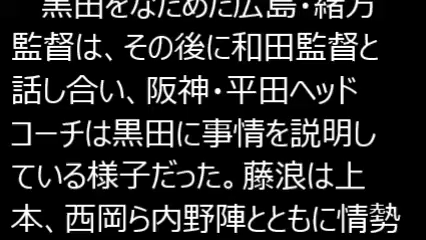 黒田をなだめた広島・緒方
監督は、その後に和田監督と
話し合い、阪神・平田ヘッド
コーチは黒田に事情を説明し
ている様子だった。藤浪は上
本、西岡ら内野陣とともに情勢